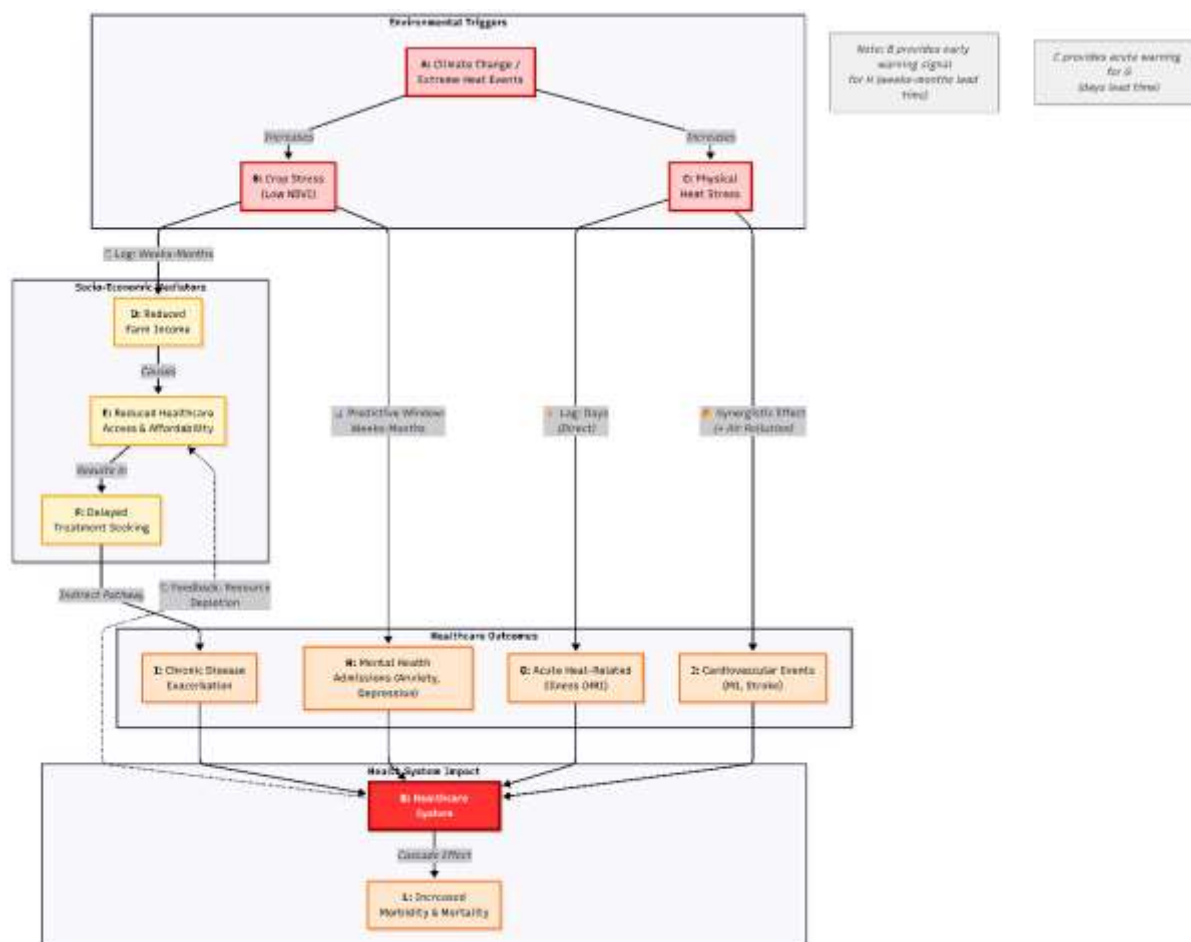 Environmental Triggers
A: Climate Change /
Extreme Heat Events
Note: B provides early
warning signal
for H (weeks-months lead
time)
C provides acute warning
for G
(days lead time)
Increases
Increases
B: Crop Stress
(Low NDVI)
C: Physical
Heat Stress
Lag: Weeks-Months
Socio-Economic Mediators
D: Reduced
Farm Income
Causes
E: Reduced Healthcare
Access & Affordability
Predictive Window
Weeks-Months
Lag: Days
(Direct)
Synergistic Effect
(+ Air Pollution)
Results In
F: Delayed
Treatment Seeking
Indirect Pathway
Feedback: Resource
Depletion
Healthcare Outcomes
I: Chronic Disease
Exacerbation
H: Mental Health
Admissions (Anxiety,
Depression)
G: Acute Heat-Related
Illness (HRI)
J: Cardiovascular Events
(MI, Stroke)
Health System Impact
Healthcare
System
Cascade Effect
L: Increased
Morbidity & Mortality